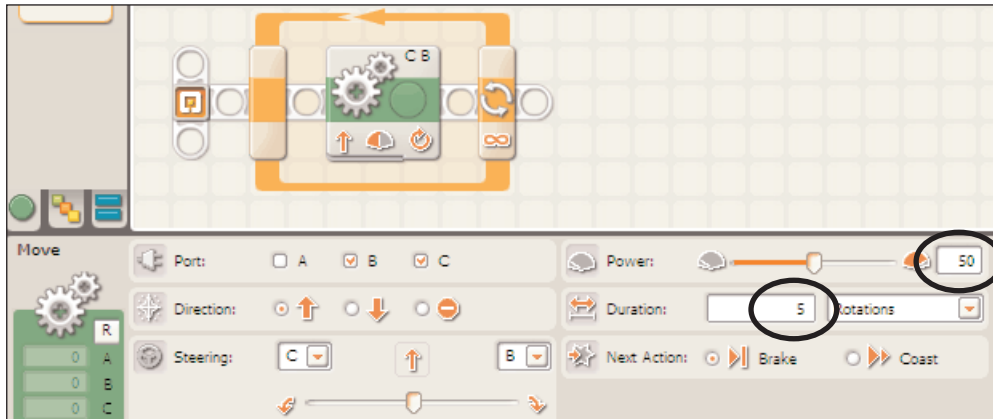 C B
Move
Port: A B C
Power: 50
Direction:
Duration: 5 Rotations
R
Steering: C B
Next Action: Brake Coast
0 A
0 B
0 C